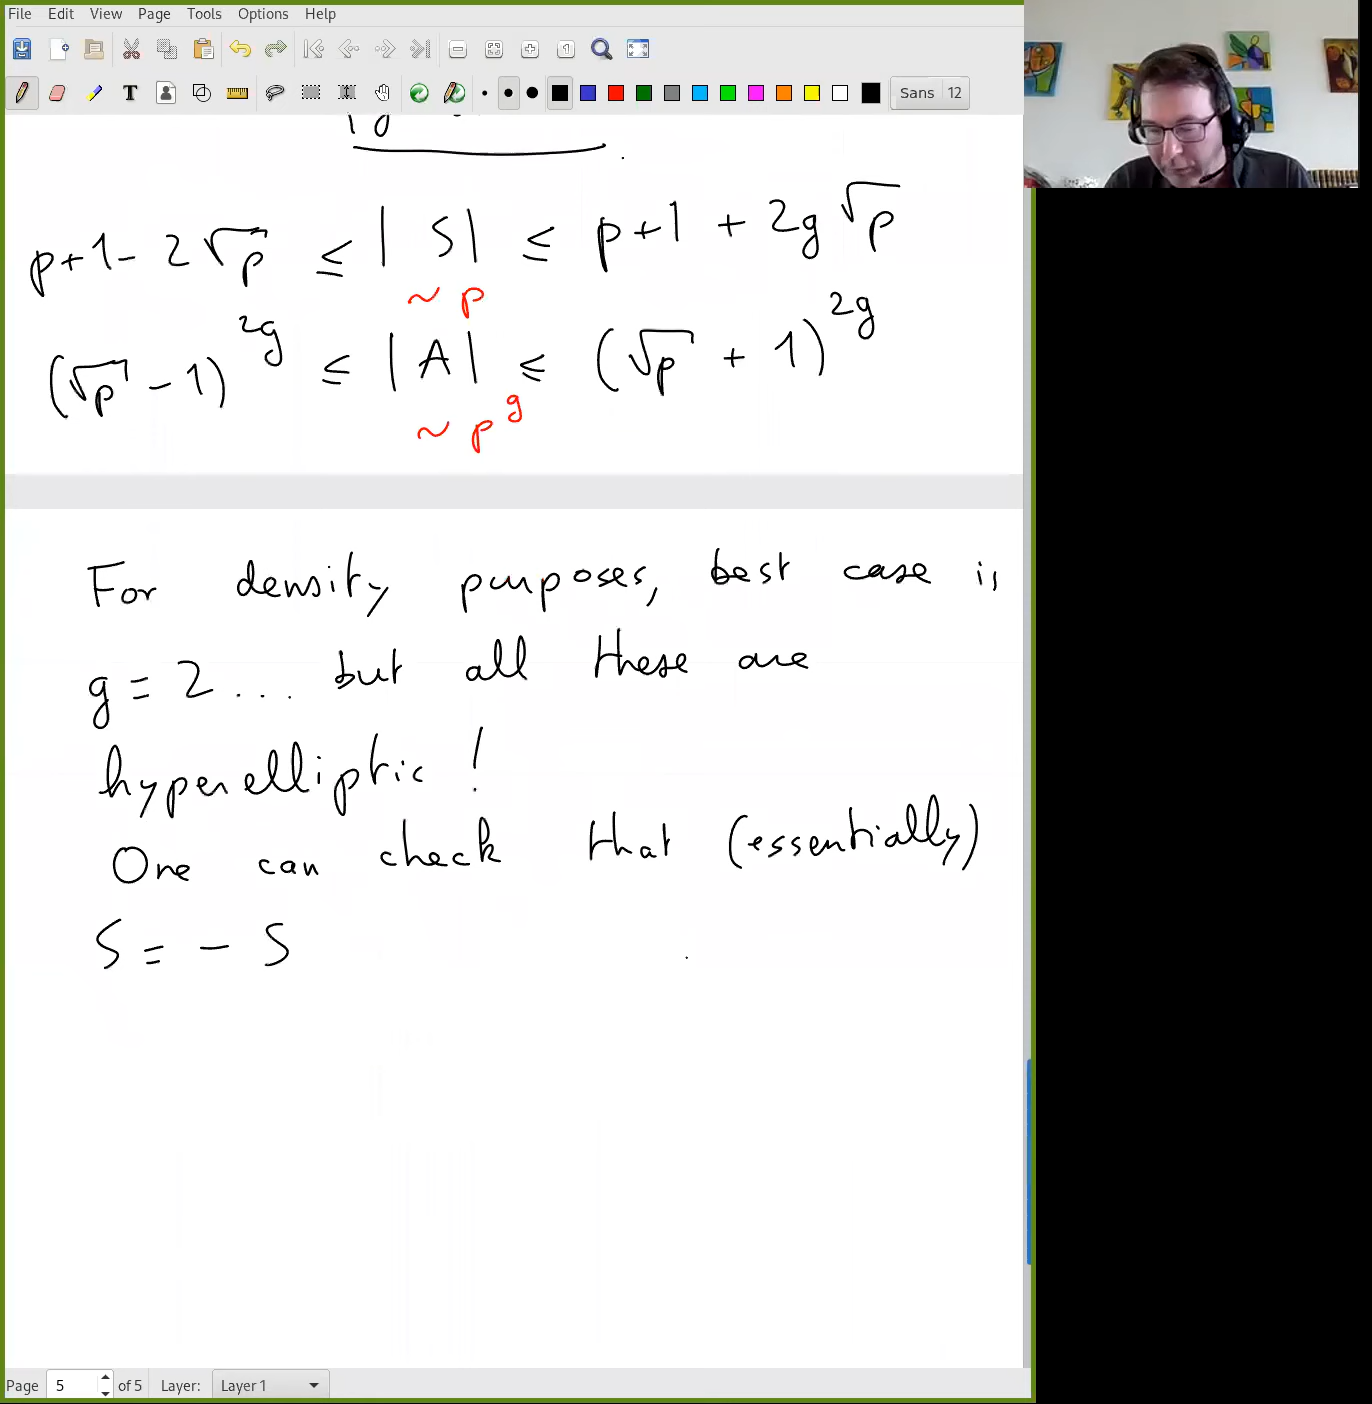 File Edit View Page Tools Options Help
T
1
Sans 12
p+1 - 2√p ≤ |S| ≤ p+1 + 2g √p
~ p
(√p - 1)^2g ≤ |A| ≤ (√p + 1)^2g
~ p^g
For density purposes, best case is
g = 2 ... but all these are
hyperelliptic !
One can check that (essentially)
S = - S
Page 5 of 5 Layer: Layer 1